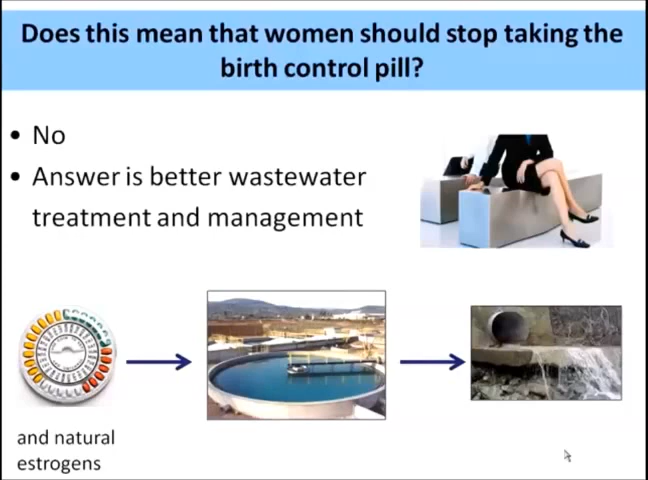 Does this mean that women should stop taking the
birth control pill?
• No
• Answer is better wastewater
treatment and management
and natural
estrogens